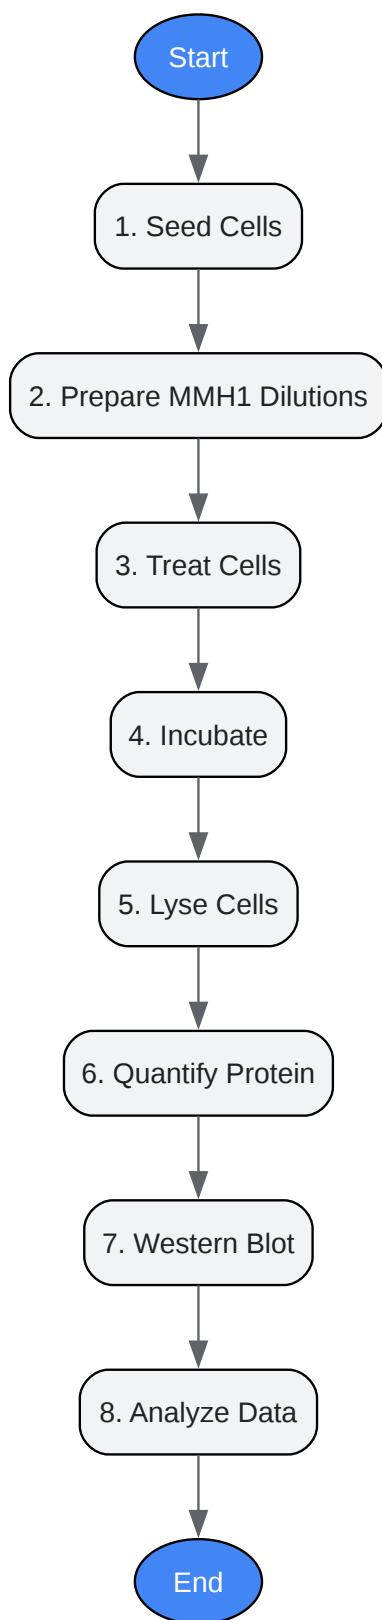 Start
1. Seed Cells
2. Prepare MMH1 Dilutions
3. Treat Cells
4. Incubate
5. Lyse Cells
6. Quantify Protein
7. Western Blot
8. Analyze Data
End